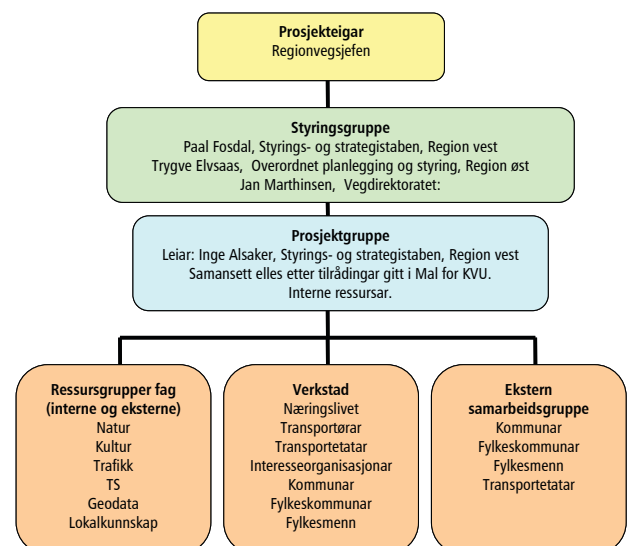 Prosjekteigar
Regionvegsjefen
Styringsgruppe
Paal Fosdal, Styrings- og strategistaben, Region vest
Trygve Elvsaas, Overordnet planlegging og styring, Region øst
Jan Marthinsen, Vegdirektoratet:
Prosjektgruppe
Leiar: Inge Alsaker, Styrings- og strategistaben, Region vest
Samansett elles etter tilrådingar gitt i Mal for KVU.
Interne ressursar.
Ressursgrupper fag
(interne og eksterne)
Natur
Kultur
Trafikk
TS
Geodata
Lokalkunnskap
Verkstad
Næringslivet
Transportørar
Transportetatar
Interesseorganisasjonar
Kommunar
Fylkeskommunar
Fylkesmenn
Ekstern
samarbeidsgruppe
Kommunar
Fylkeskommunar
Fylkesmenn
Transportetatar